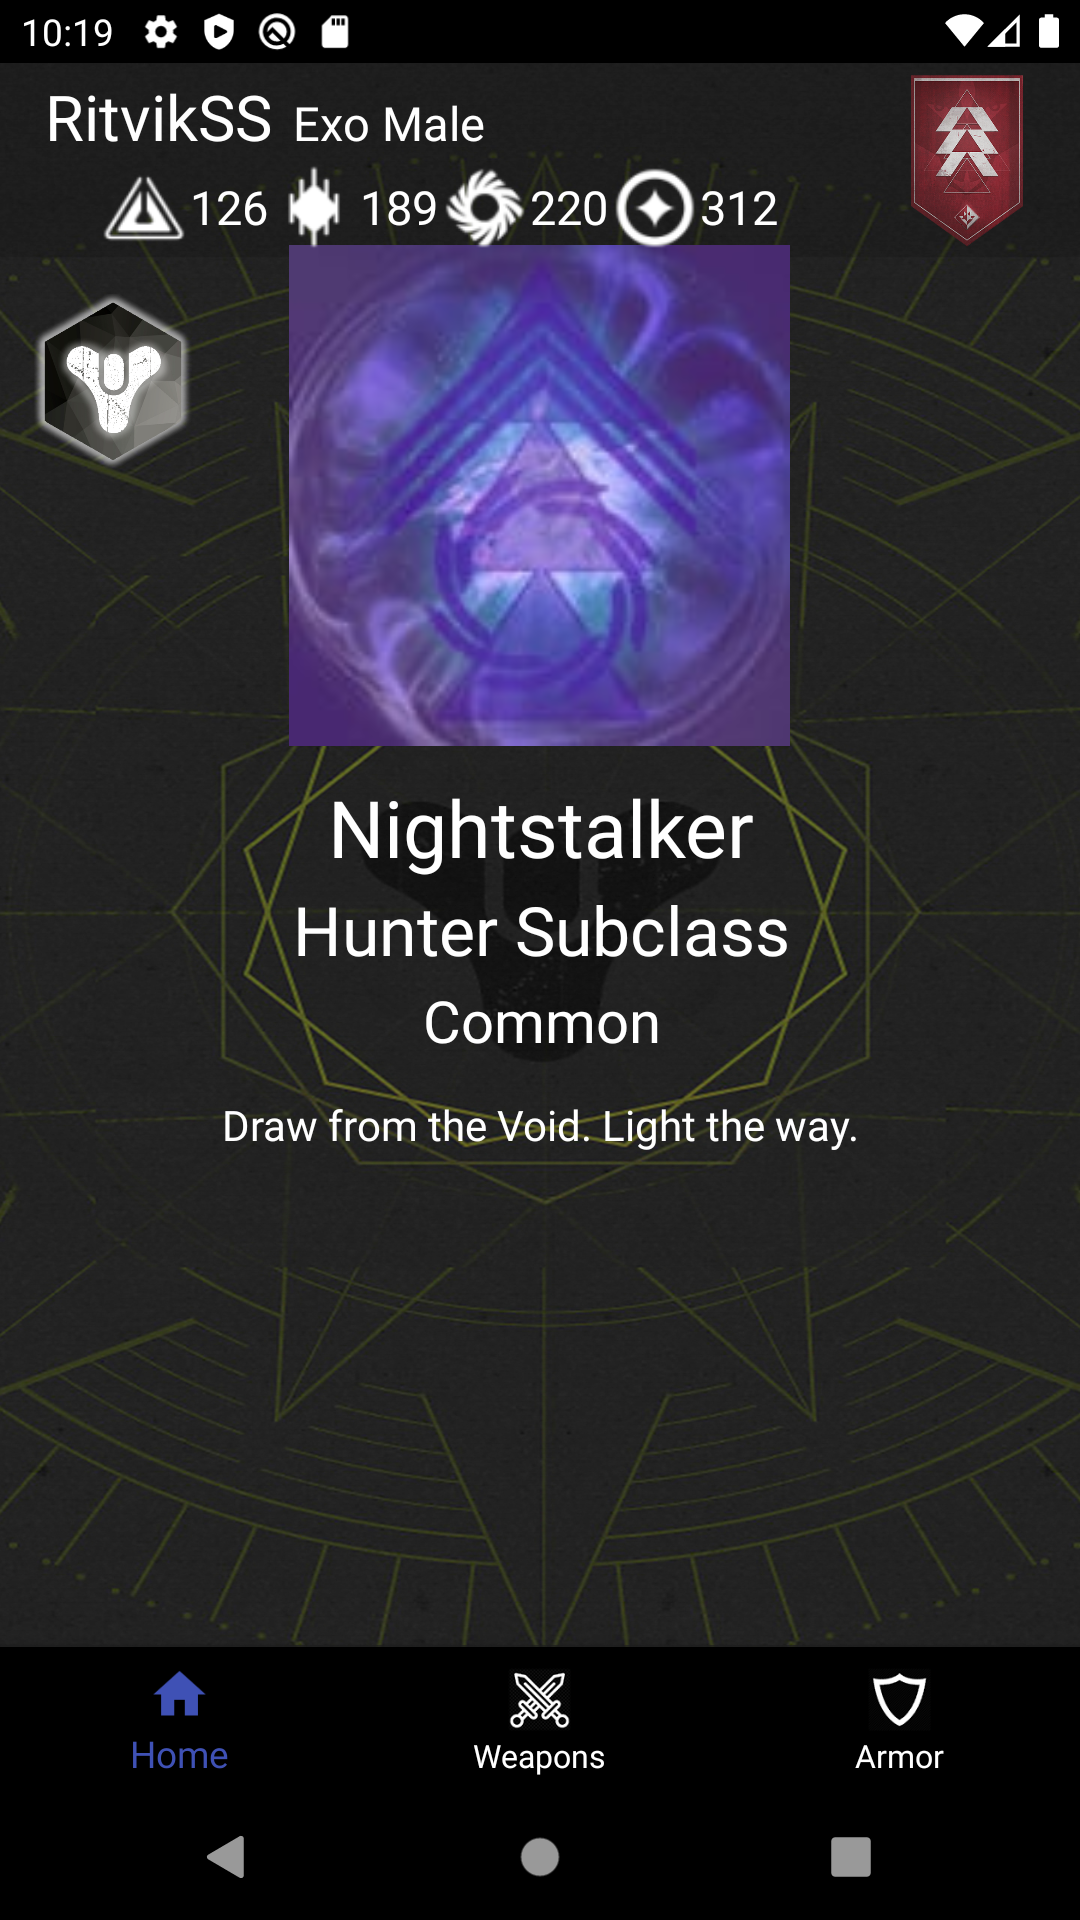 10:19
RitvikSS Exo Male
126 189 220 312
Nightstalker
Hunter Subclass
Common
Draw from the Void. Light the way.
Home Weapons Armor